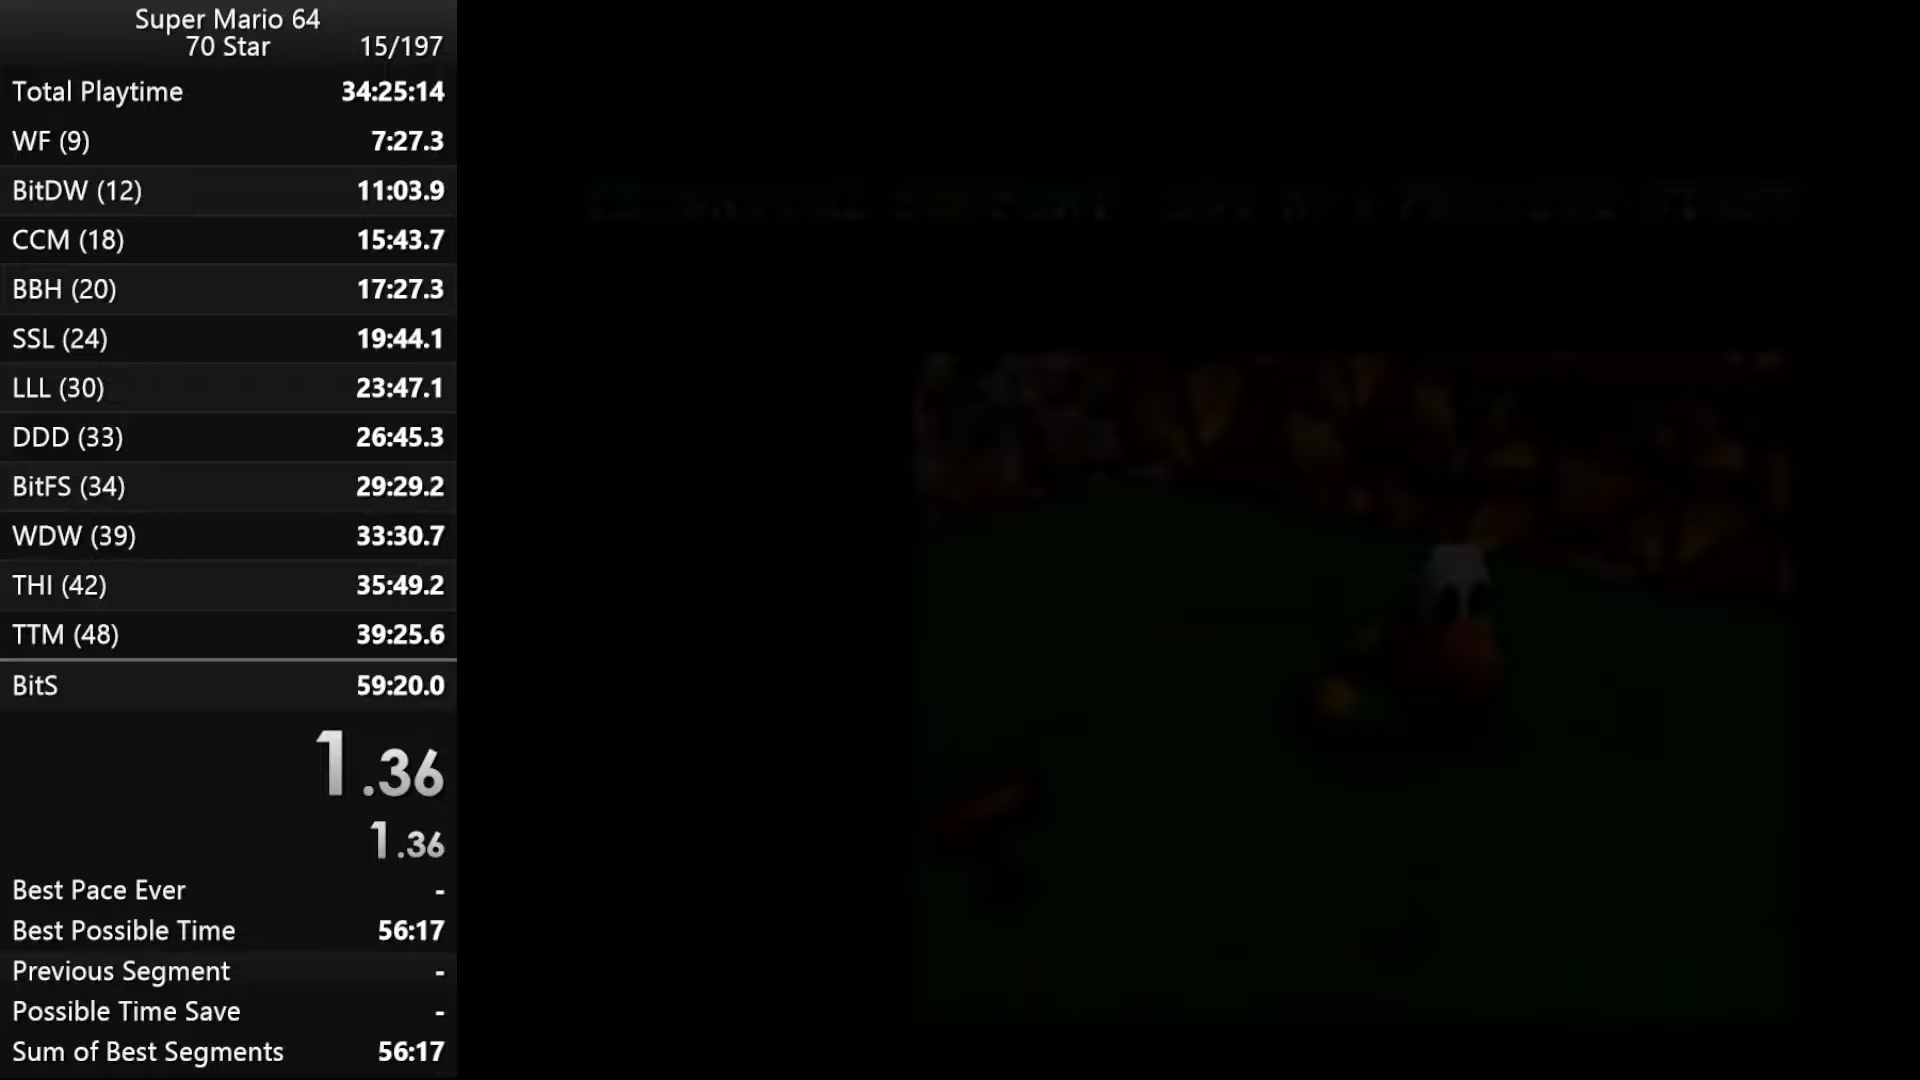 Super Mario 64
70 Star 15/197
Total Playtime 34:25:14
WF (9) 7:27.3
BitDW (12) 11:03.9
CCM (18) 15:43.7
BBH (20) 17:27.3
SSL (24) 19:44.1
LLL (30) 23:47.1
DDD (33) 26:45.3
BitFS (34) 29:29.2
WDW (39) 33:30.7
THI (42) 35:49.2
TTM (48) 39:25.6
BitS 59:20.0
1.36
1.36
Best Pace Ever -
Best Possible Time 56:17
Previous Segment -
Possible Time Save -
Sum of Best Segments 56:17